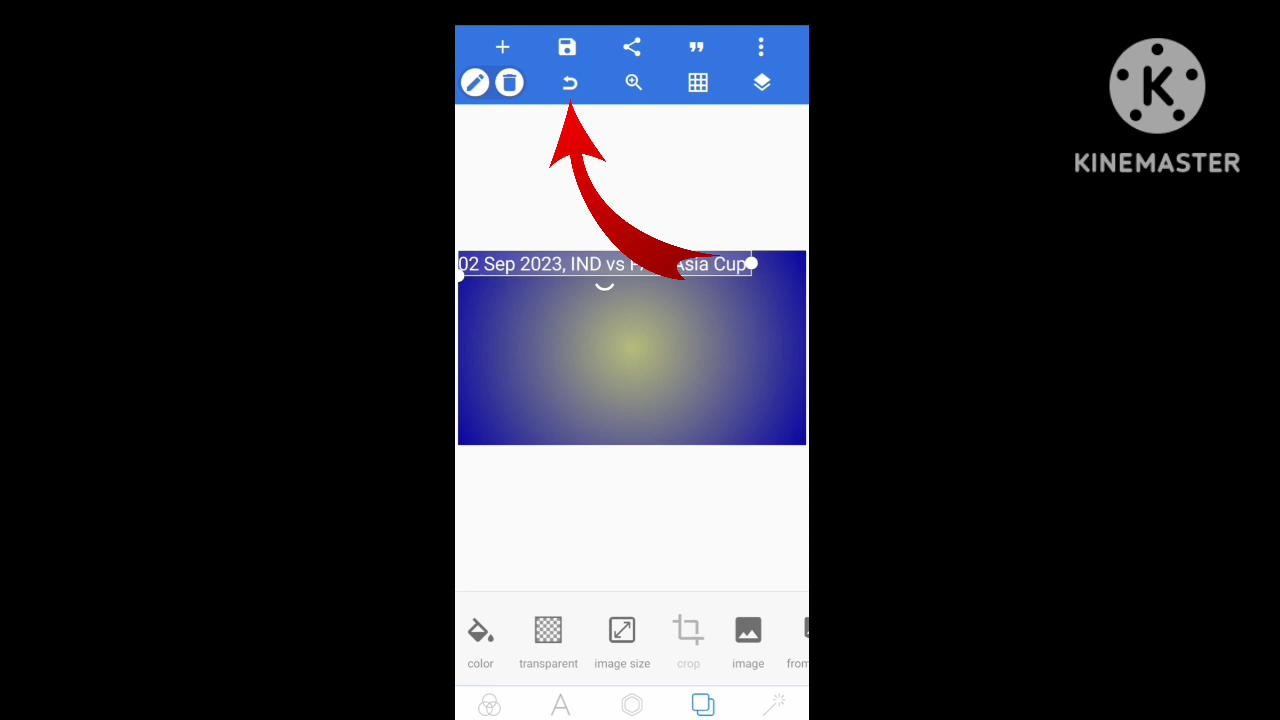 KINEMASTER
02 Sep 2023, IND vs Asia Cup
color transparent image size crop image from